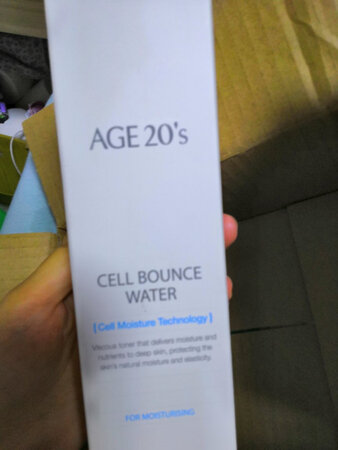 AGE 20's
CELL BOUNCE
WATER
[ Cell Moisture Technology ]
Viscous toner that delivers moisture and
nutrients to deep skin, protecting the
skin's natural moisture and elasticity.
FOR MOISTURISING